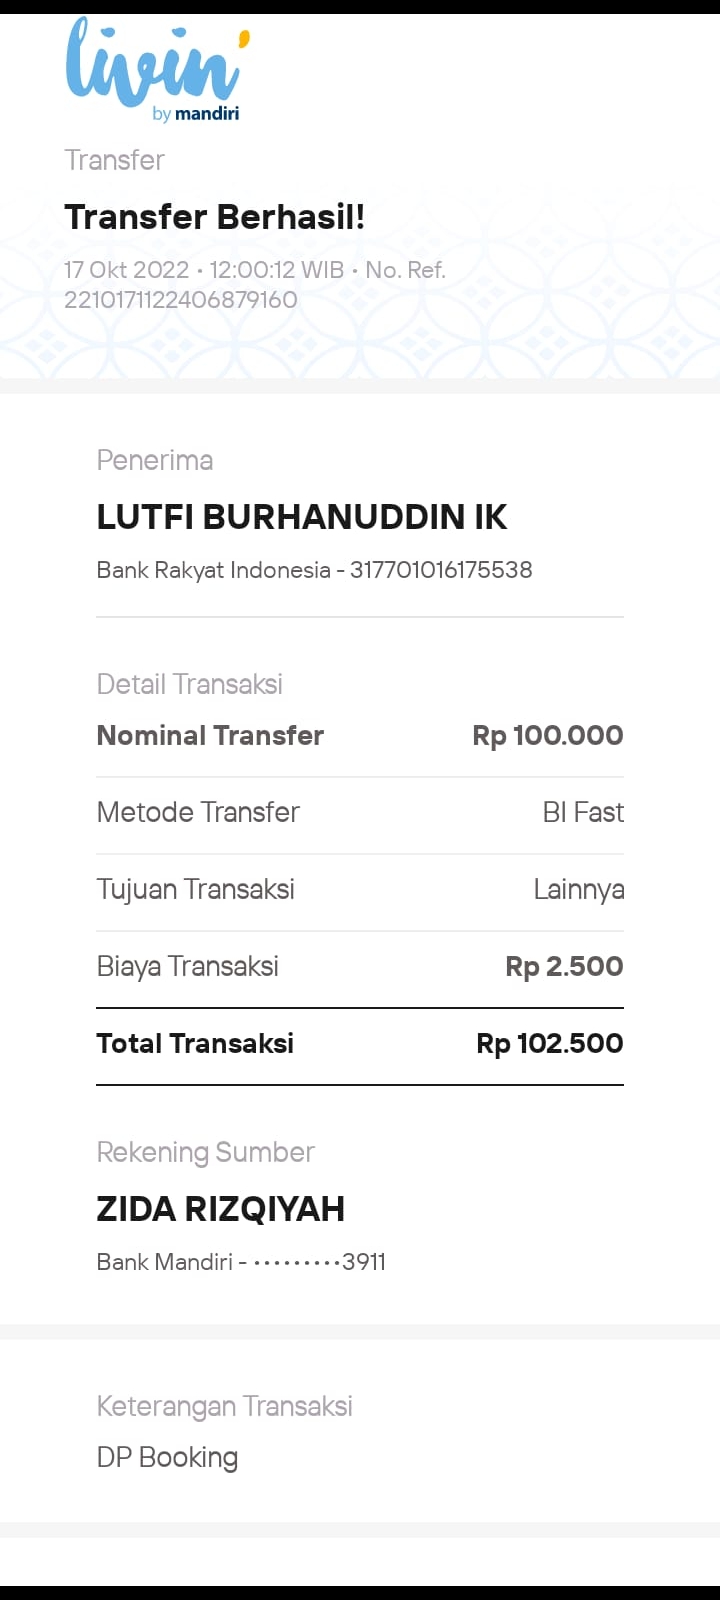 livin'
by mandiri
Transfer
Transfer Berhasil!
17 Okt 2022 • 12:00:12 WIB • No. Ref.
2210171122406879160
Penerima
LUTFI BURHANUDDIN IK
Bank Rakyat Indonesia - 317701016175538
Detail Transaksi
Nominal Transfer Rp 100.000
Metode Transfer BI Fast
Tujuan Transaksi Lainnya
Biaya Transaksi Rp 2.500
Total Transaksi Rp 102.500
Rekening Sumber
ZIDA RIZQIYAH
Bank Mandiri - •••••••••3911
Keterangan Transaksi
DP Booking